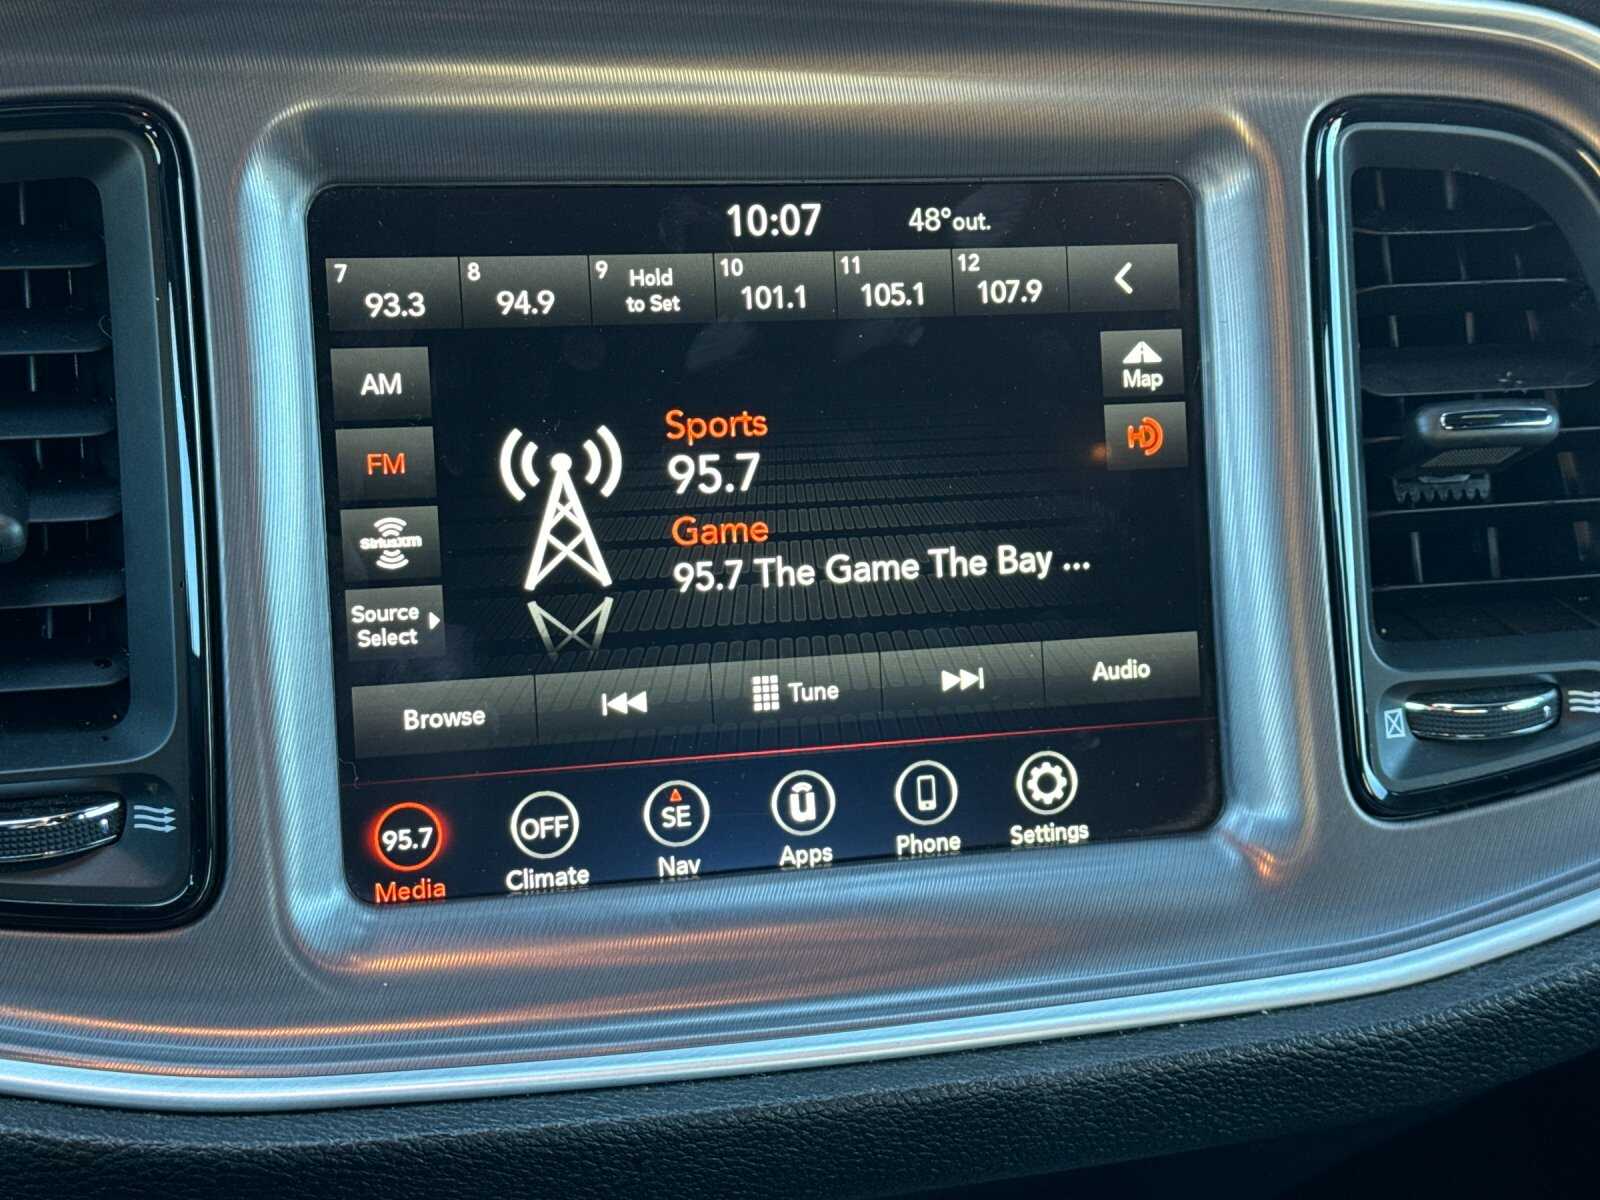 10:07 48°out.
7 93.3 8 94.9 9 Hold to Set 10 101.1 11 105.1 12 107.9
Map
AM
HD
Sports
FM
95.7
Game
siriusxm
95.7 The Game The Bay ...
Source
Select
Browse Tune Audio
95.7 OFF SE
Media Climate Nav Apps Phone Settings